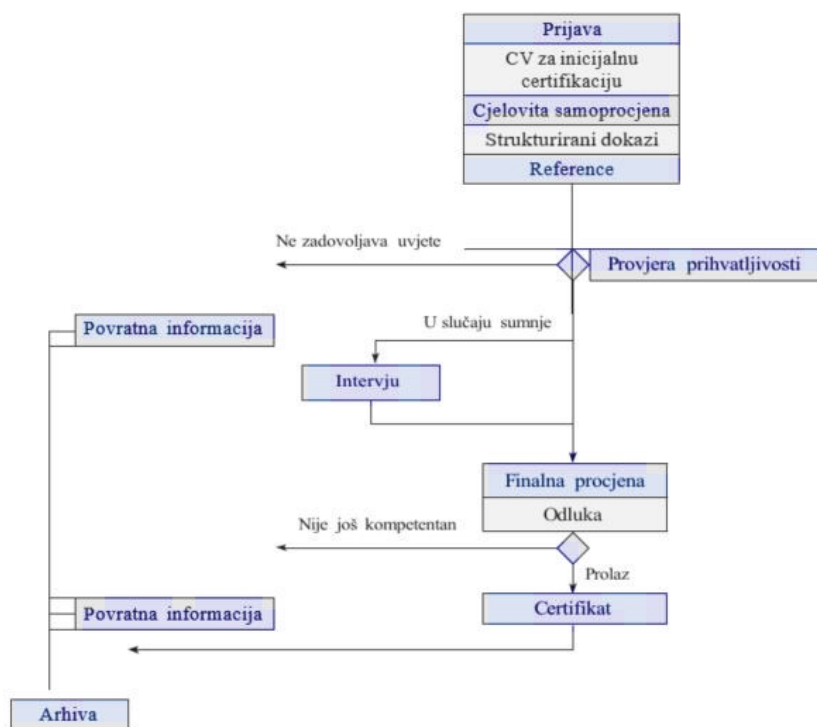 Prijava
CV za inicijalnu
certifikaciju
Cjelovita samoprocjena
Strukturirani dokazi
Reference
Ne zadovoljava uvjete
Provjera prihvatljivosti
Povratna informacija
U slučaju sumnje
Intervju
Finalna procjena
Odluka
Nije još kompetentan
Prolaz
Povratna informacija
Certifikat
Arhiva